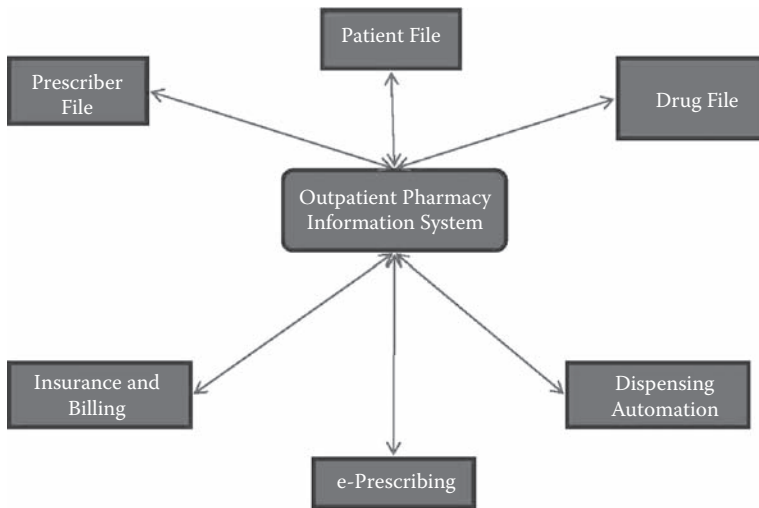 Patient File
Prescriber
File
Drug File
Outpatient Pharmacy
Information System
Insurance and
Billing
Dispensing
Automation
e-Prescribing